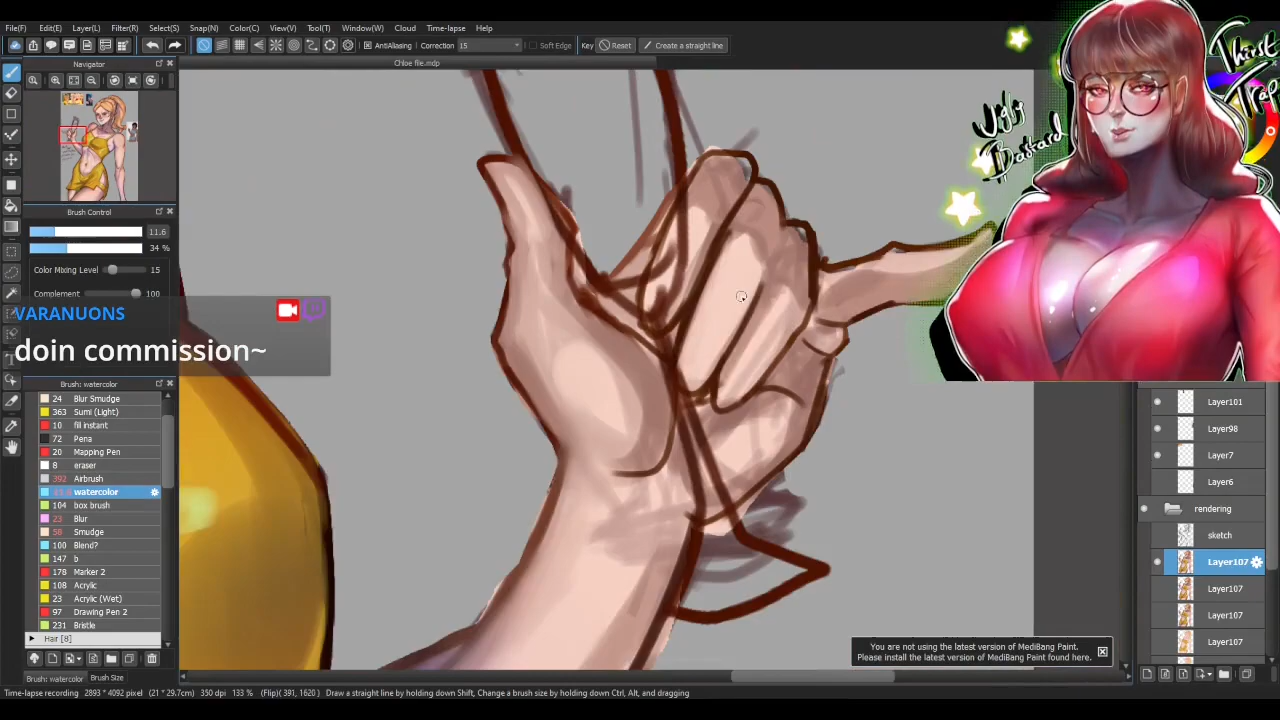 File(F) Edit(E) Layer(L) Filter(R) Select(S) Snap(N) Color(C) View(V) Tool(T) Window(W) Cloud Time-lapse Help
AntiAliasing Correction 15 Soft Edge Key Reset Create a straight line
Navigator
Chloe file.mdp
Thirst Trap
Ugly Bastard
Brush Control
11.6
34 %
Color Mixing Level 15
Complement 100
VARANUONS
doin commission~
Brush: watercolor
24 Blur Smudge
363 Sumi (Light)
10 fill instant
72 Pena
20 Mapping Pen
8 eraser
392 Airbrush
watercolor
104 box brush
23 Blur
58 Smudge
100 Blend?
147 b
178 Marker 2
108 Acrylic
23 Acrylic (Wet)
97 Drawing Pen 2
231 Bristle
Hair [8]
Brush: watercolor Brush Size
Layer101
Layer98
Layer7
Layer6
rendering
sketch
Layer107
Layer107
Layer107
Layer107
You are not using the latest version of MediBang Paint.
Please install the latest version of MediBang Paint found here.
Time-lapse recording 2893 * 4092 pixel (21 * 29.7cm) 350 dpi 133 % (Flip)( 391, 1620 ) Draw a straight line by holding down Shift, Change a brush size by holding down Ctrl, Alt, and dragging